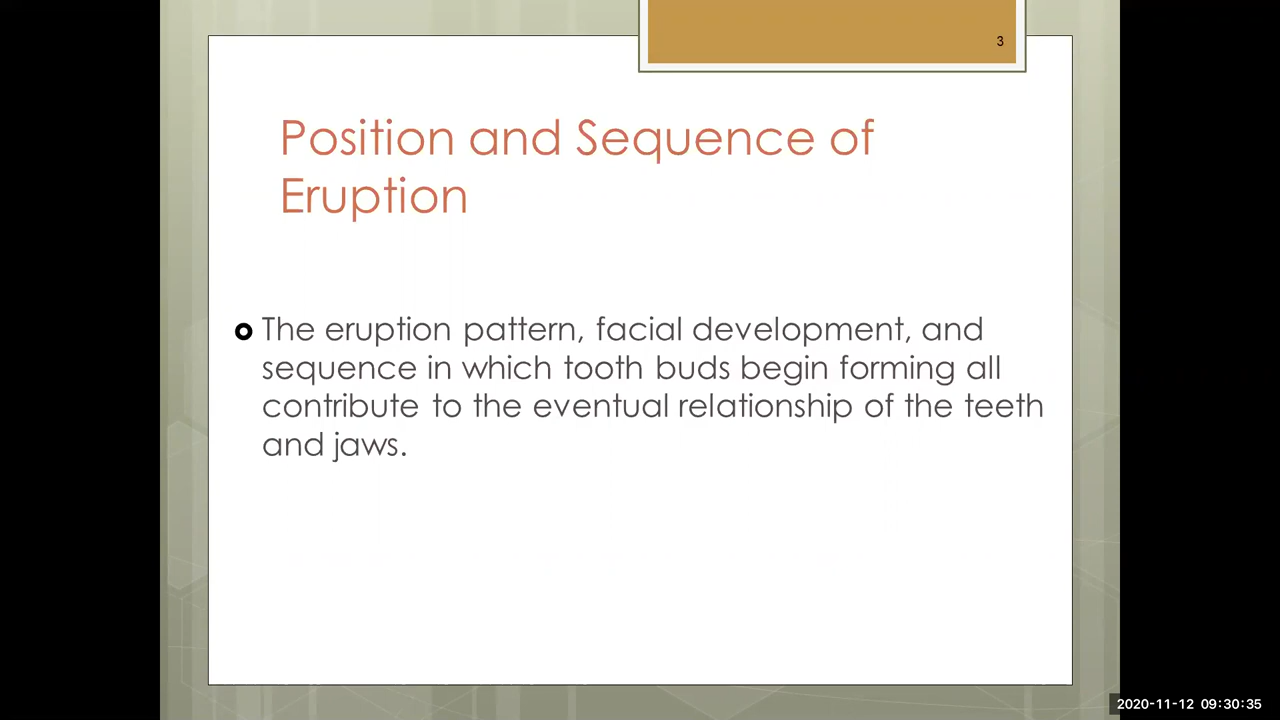 3
Position and Sequence of
Eruption
The eruption pattern, facial development, and
sequence in which tooth buds begin forming all
contribute to the eventual relationship of the teeth
and jaws.
2020-11-12 09:30:35